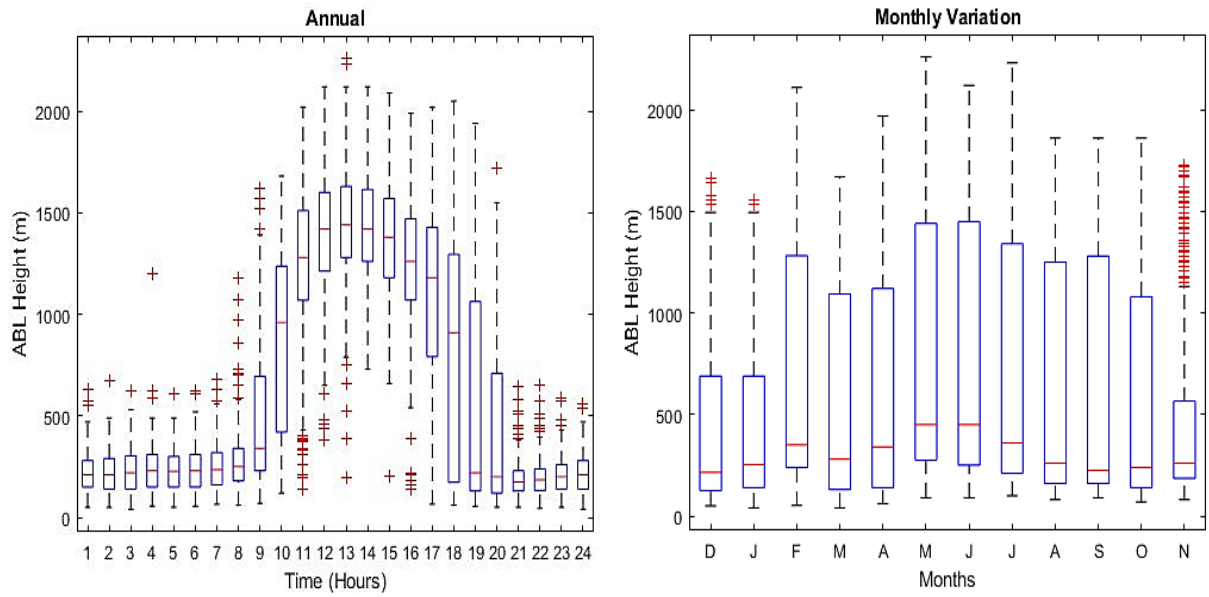 Annual
ABL Height (m)
2000
1500
1000
500
0
1 2 3 4 5 6 7 8 9 10 11 12 13 14 15 16 17 18 19 20 21 22 23 24
Time (Hours)
Monthly Variation
ABL Height (m)
2000
1500
1000
500
0
D J F M A M J J A S O N
Months